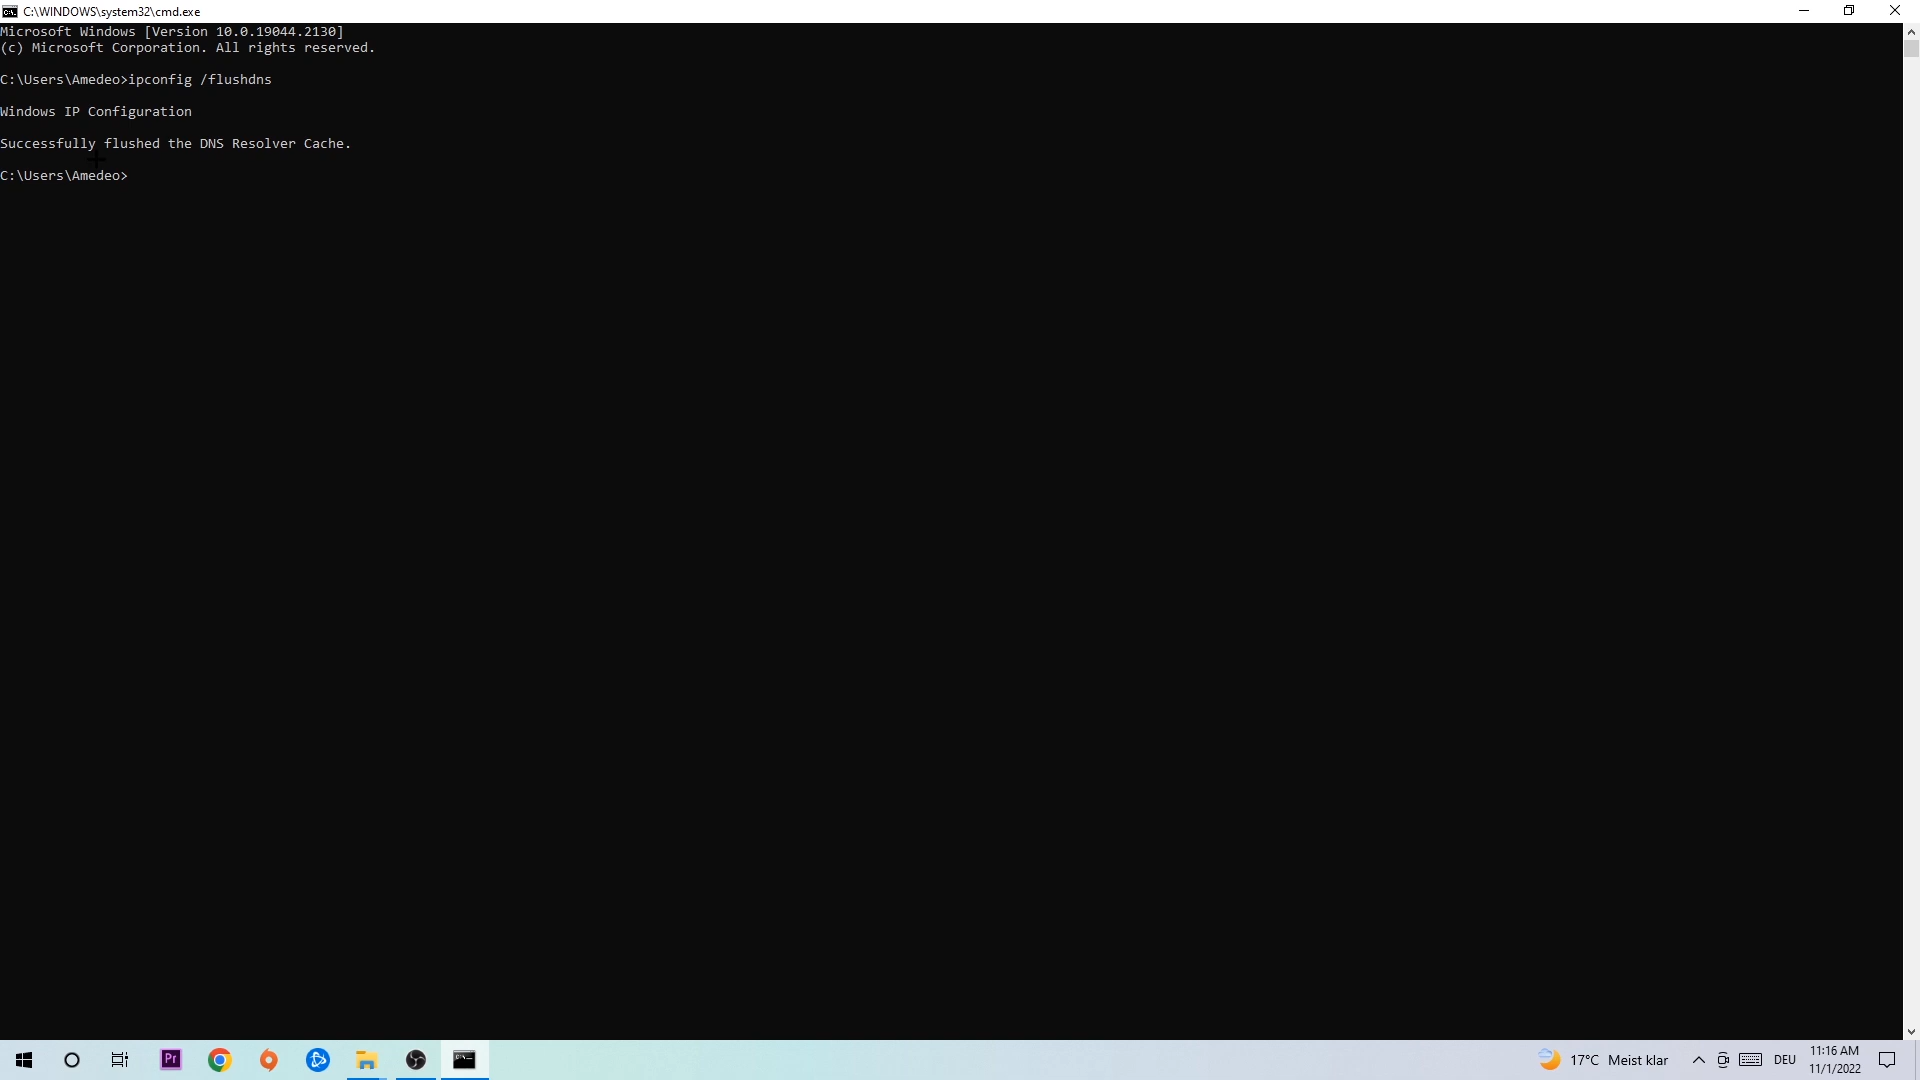 C:\WINDOWS\system32\cmd.exe
Microsoft Windows [Version 10.0.19044.2130]
(c) Microsoft Corporation. All rights reserved.
C:\Users\Amedeo>ipconfig /flushdns
Windows IP Configuration
Successfully flushed the DNS Resolver Cache.
C:\Users\Amedeo>
Pr
17°C Meist klar
DEU
11:16 AM
11/1/2022